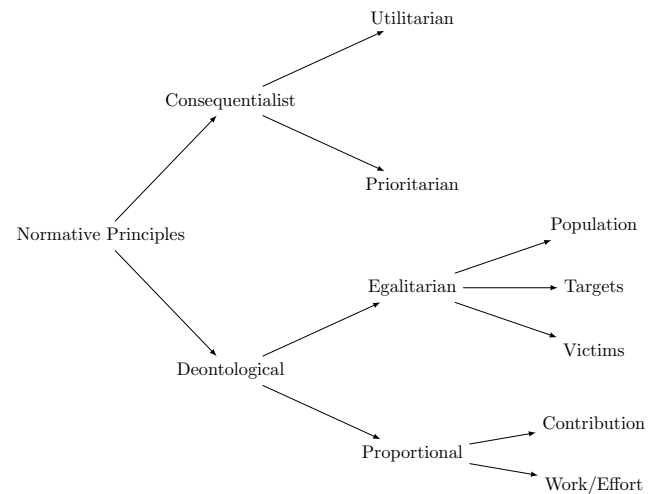 Utilitarian
Consequentialist
Prioritarian
Population
Normative Principles
Egalitarian
Targets
Victims
Deontological
Contribution
Proportional
Work/Effort